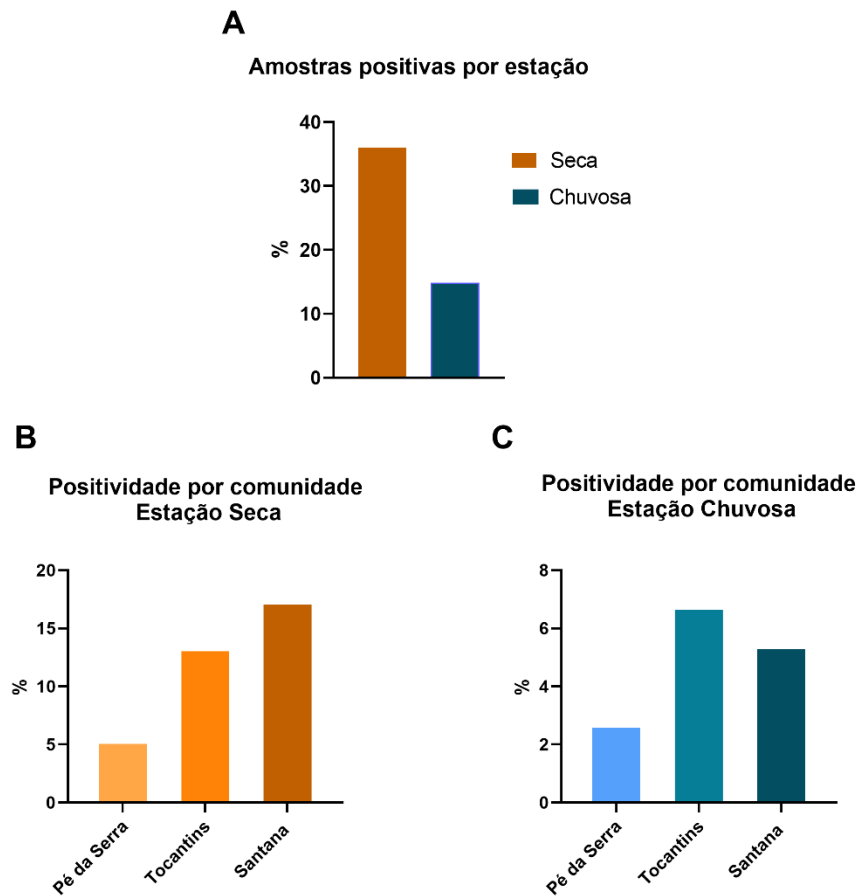 A
Amostras positivas por estação
40
30
20
10
0
%
Seca
Chuvosa
B
Positividade por comunidade
Estação Seca
20
15
10
5
0
%
Pé da Serra
Tocantins
Santana
C
Positividade por comunidade
Estação Chuvosa
8
6
4
2
0
%
Pé da Serra
Tocantins
Santana